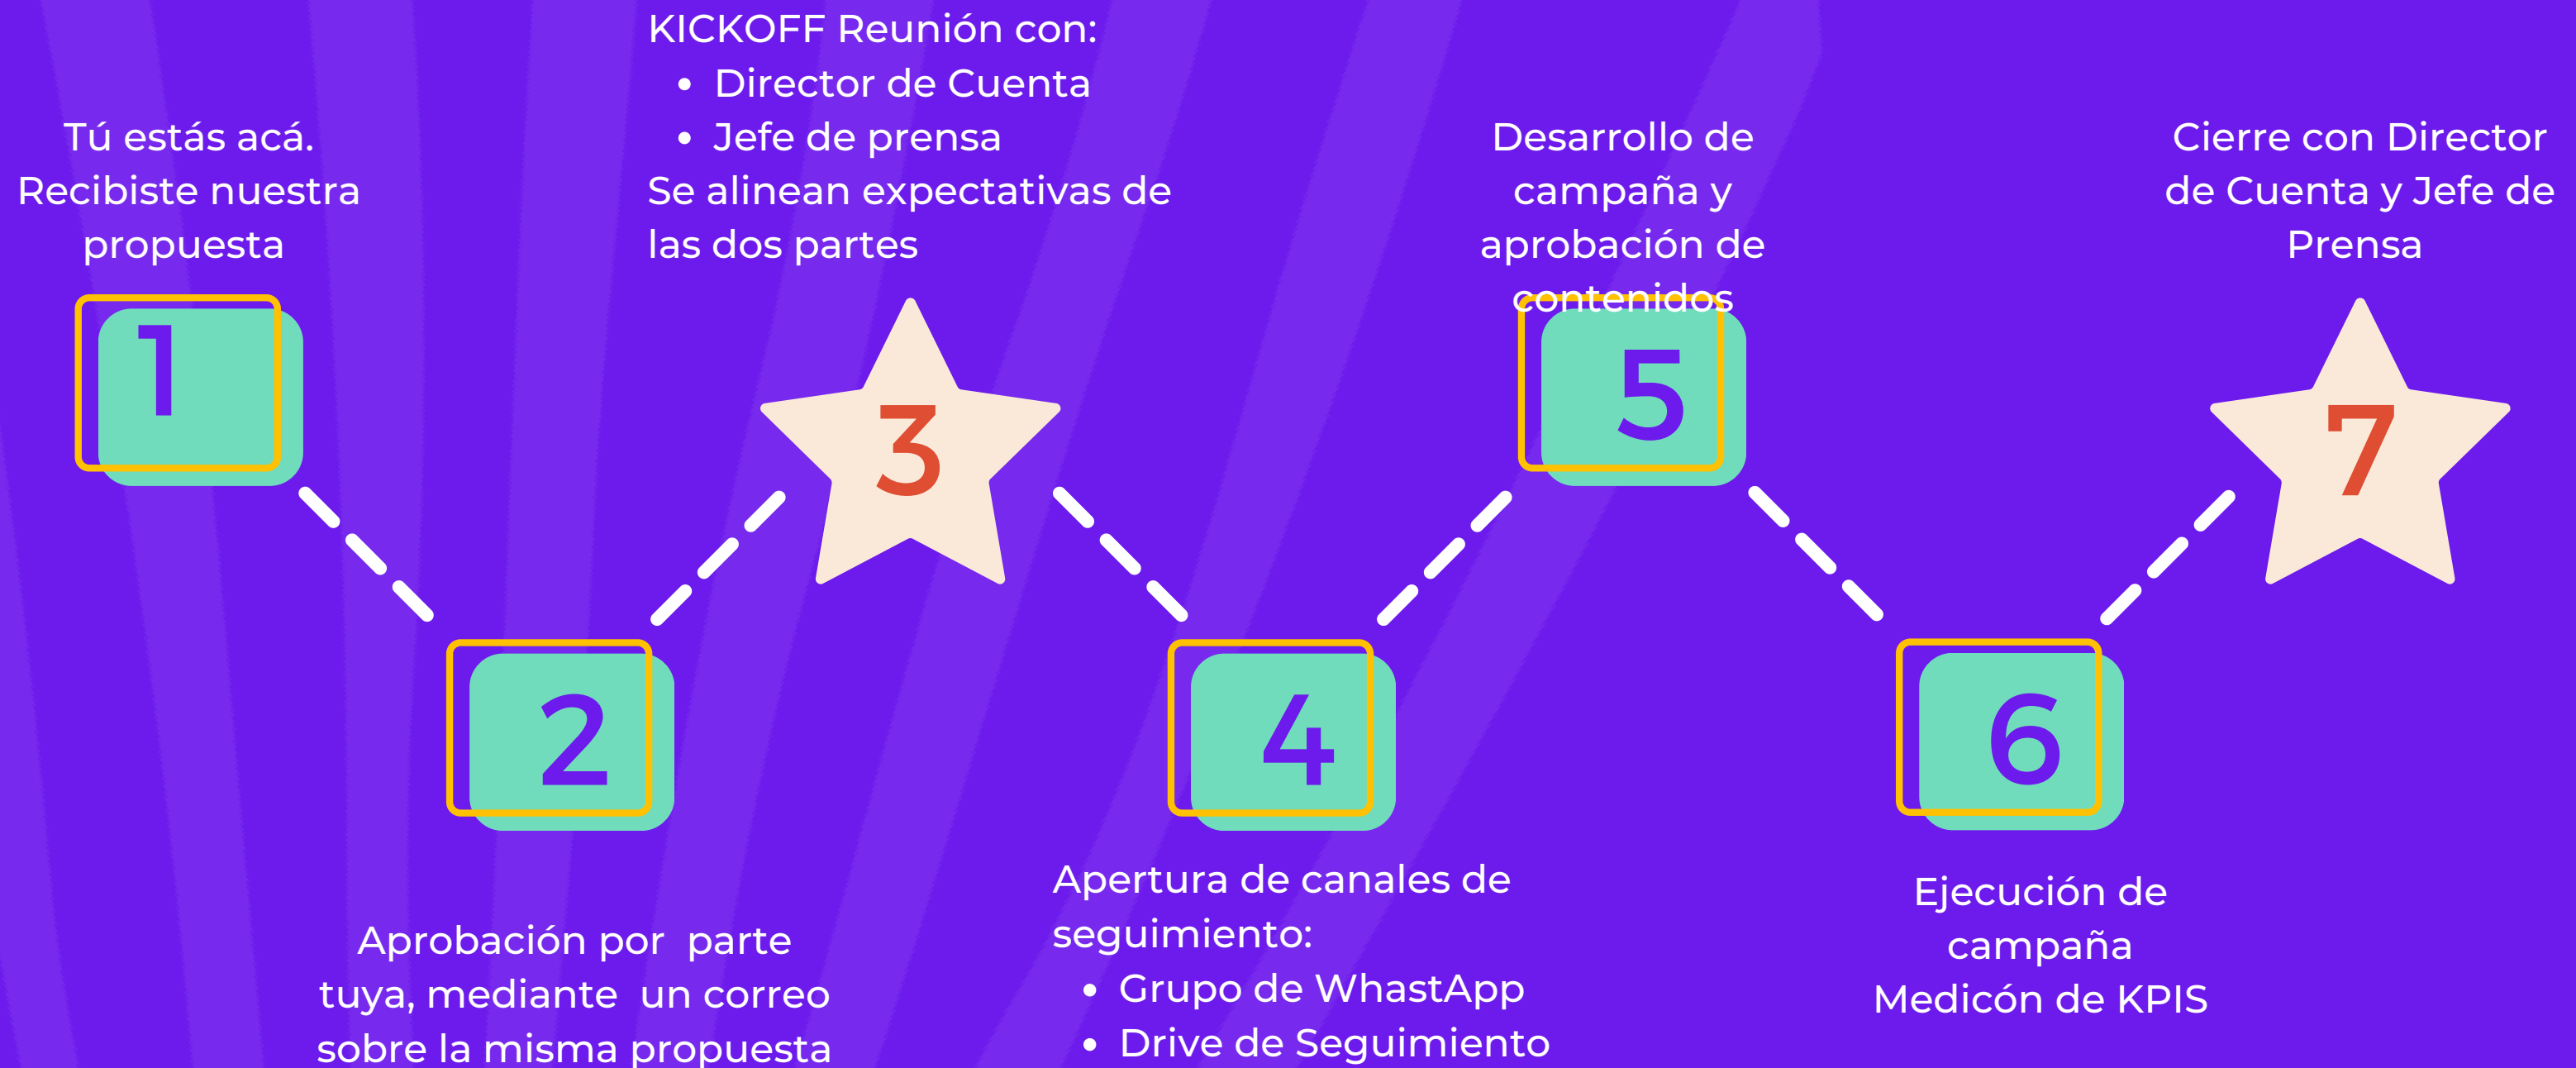 Tú estás acá.
Recibiste nuestra
propuesta
1
Aprobación por parte
tuya, mediante un correo
sobre la misma propuesta
2
KICKOFF Reunión con:
• Director de Cuenta
• Jefe de prensa
Se alinean expectativas de
las dos partes
3
Apertura de canales de
seguimiento:
• Grupo de WhastApp
• Drive de Seguimiento
4
Desarrollo de
campaña y
aprobación de
contenidos
5
Ejecución de
campaña
Medicón de KPIS
6
Cierre con Director
de Cuenta y Jefe de
Prensa
7